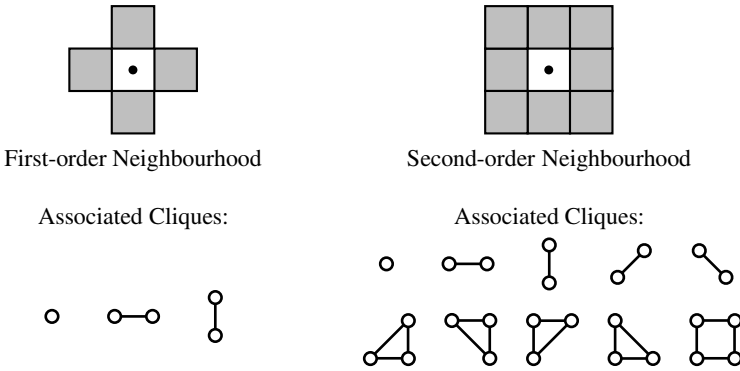 First-order Neighbourhood
Second-order Neighbourhood
Associated Cliques:
Associated Cliques: